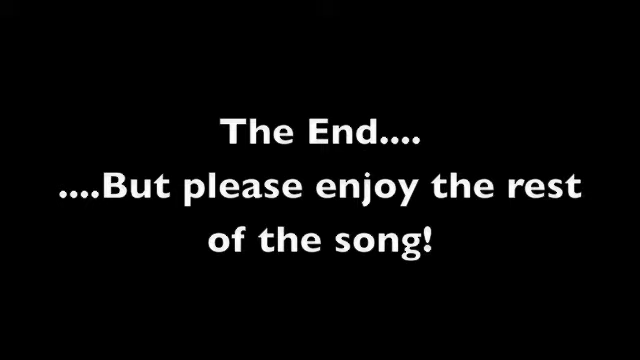 The End....
....But please enjoy the rest
of the song!